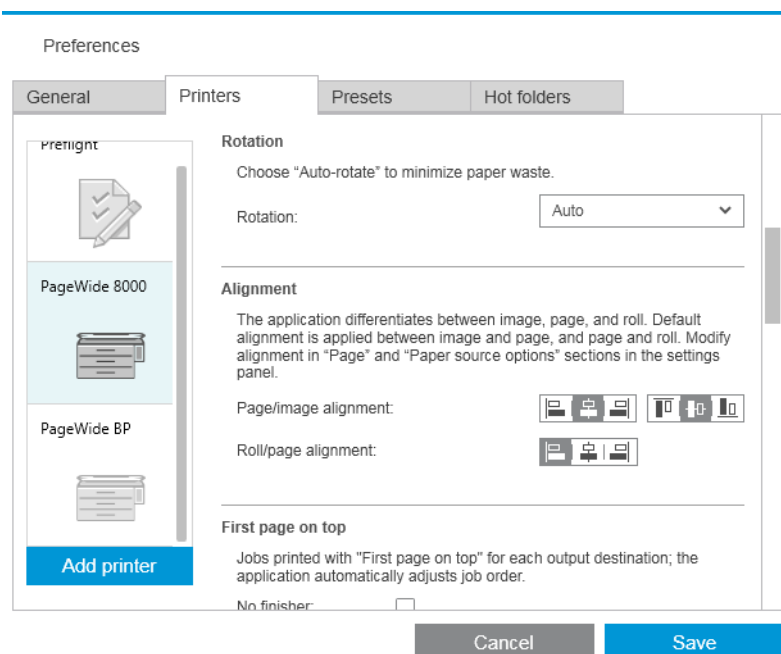 Preferences
General
Printers
Presets
Hot folders
Preflight
PageWide 8000
PageWide BP
Add printer
Rotation
Choose “Auto-rotate” to minimize paper waste.
Rotation:
Auto
Alignment
The application differentiates between image, page, and roll. Default
alignment is applied between image and page, and page and roll. Modify
alignment in “Page” and “Paper source options” sections in the settings
panel.
Page/image alignment:
Roll/page alignment:
First page on top
Jobs printed with "First page on top" for each output destination; the
application automatically adjusts job order.
No finisher:
Cancel
Save